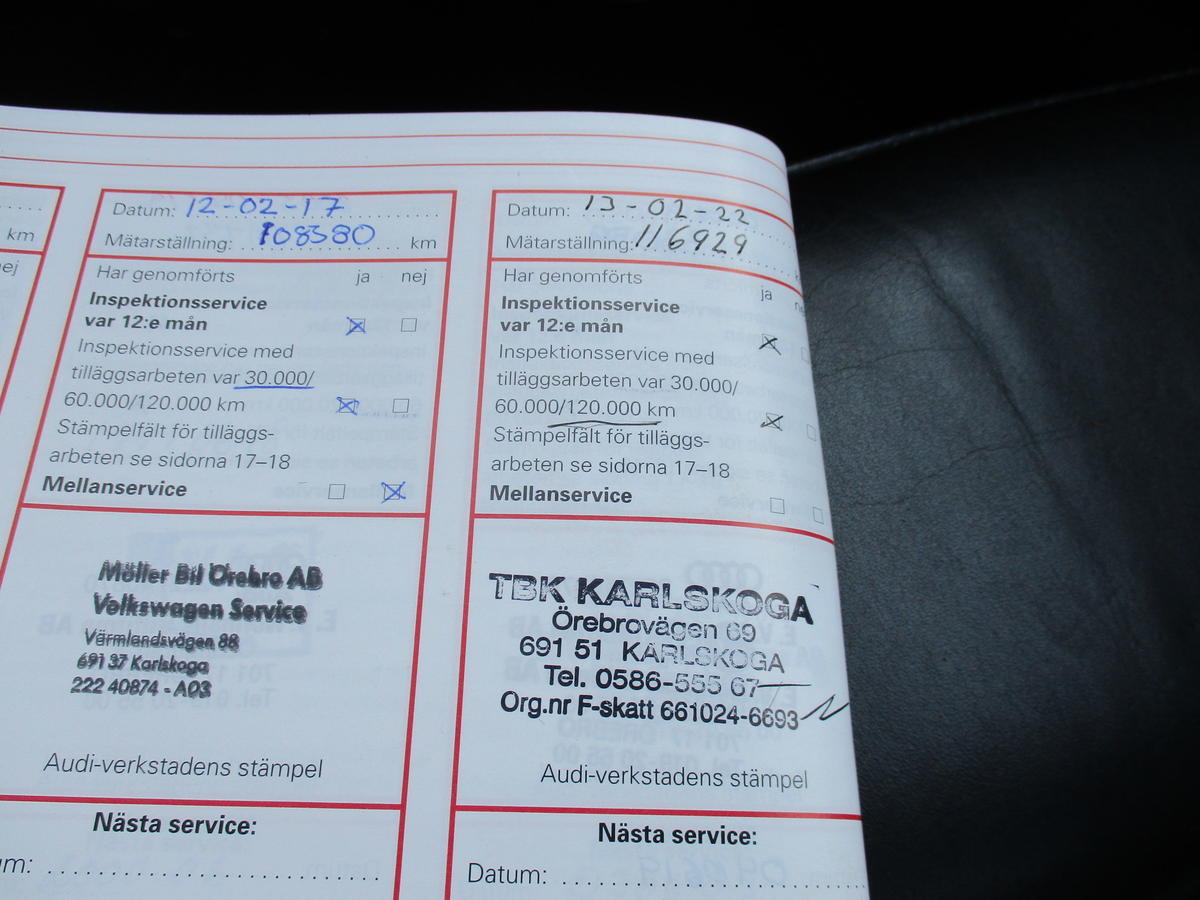 km
ej
Datum: 12-02-17
Mätarställning: 108380 km
Har genomförts ja nej
Inspektionsservice
var 12:e mån
Inspektionsservice med
tilläggsarbeten var 30.000/
60.000/120.000 km
Stämpelfält för tilläggs-
arbeten se sidorna 17–18
Mellanservice
Möller Bil Örebro AB
Volkswagen Service
Värmlandsvägen 88
691 37 Karlskoga
222 40874 - A03
Audi-verkstadens stämpel
Nästa service:
um:
Datum: 13-02-22
Mätarställning: 116929
Har genomförts ja ne
Inspektionsservice
var 12:e mån
Inspektionsservice med
tilläggsarbeten var 30.000/
60.000/120.000 km
Stämpelfält för tilläggs-
arbeten se sidorna 17–18
Mellanservice
TBK KARLSKOGA
Örebrovägen 69
691 51 KARLSKOGA
Tel. 0586-555 67
Org.nr F-skatt 661024-6693
Audi-verkstadens stämpel
Nästa service:
Datum: